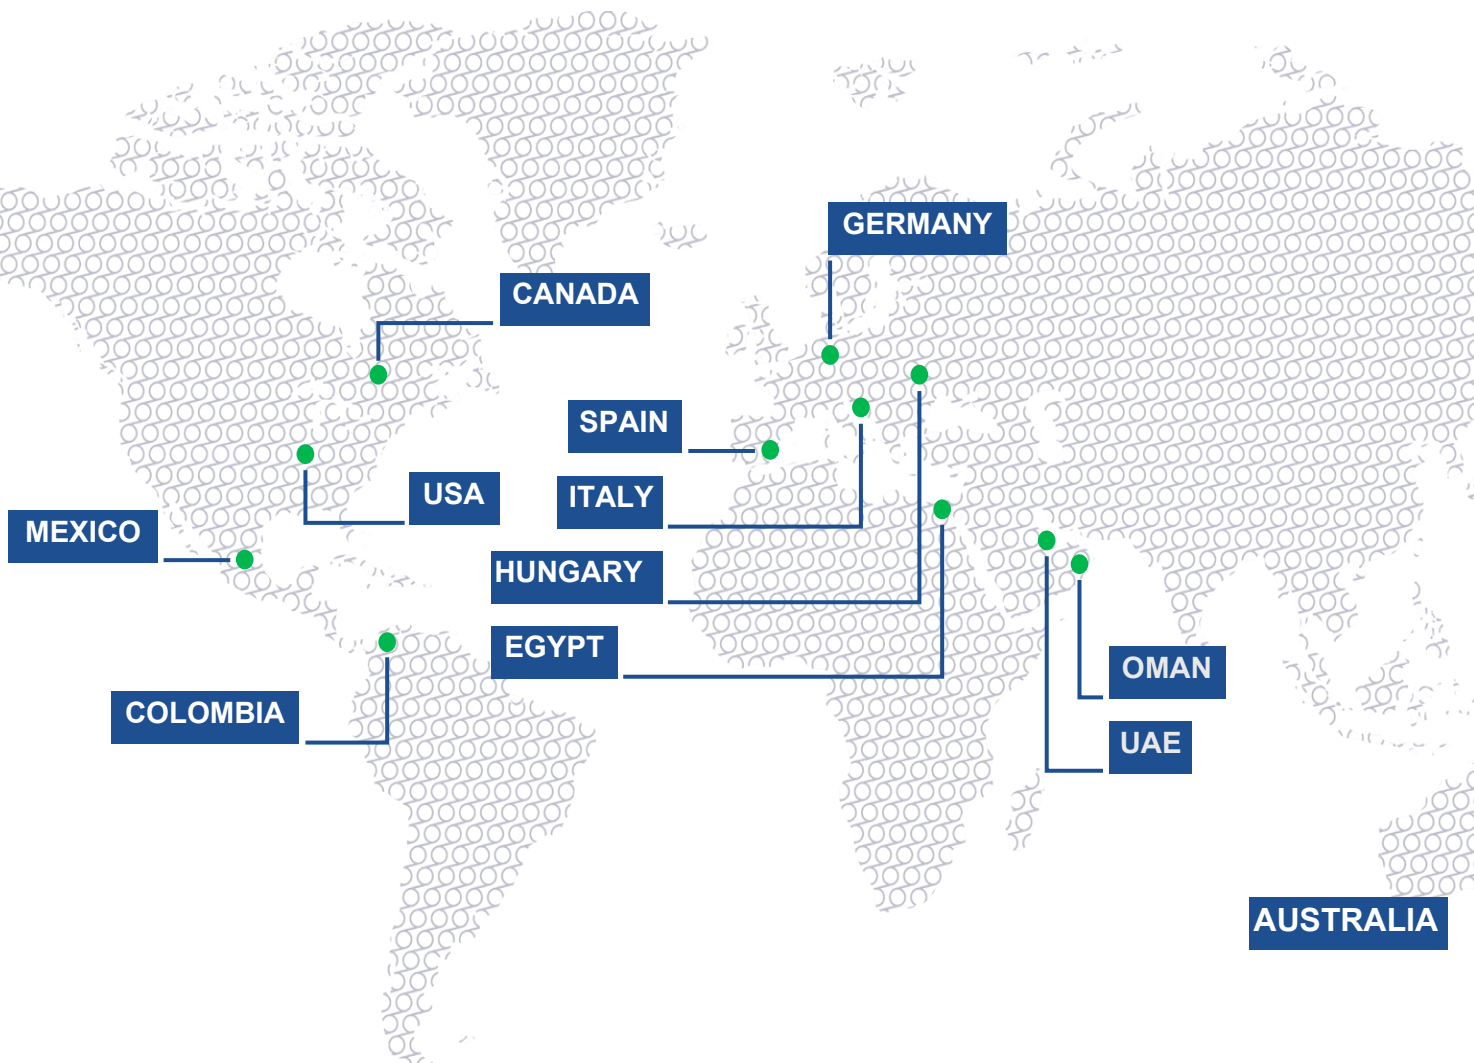 GERMANY
CANADA
SPAIN
USA
ITALY
MEXICO
HUNGARY
EGYPT
OMAN
COLOMBIA
UAE
AUSTRALIA